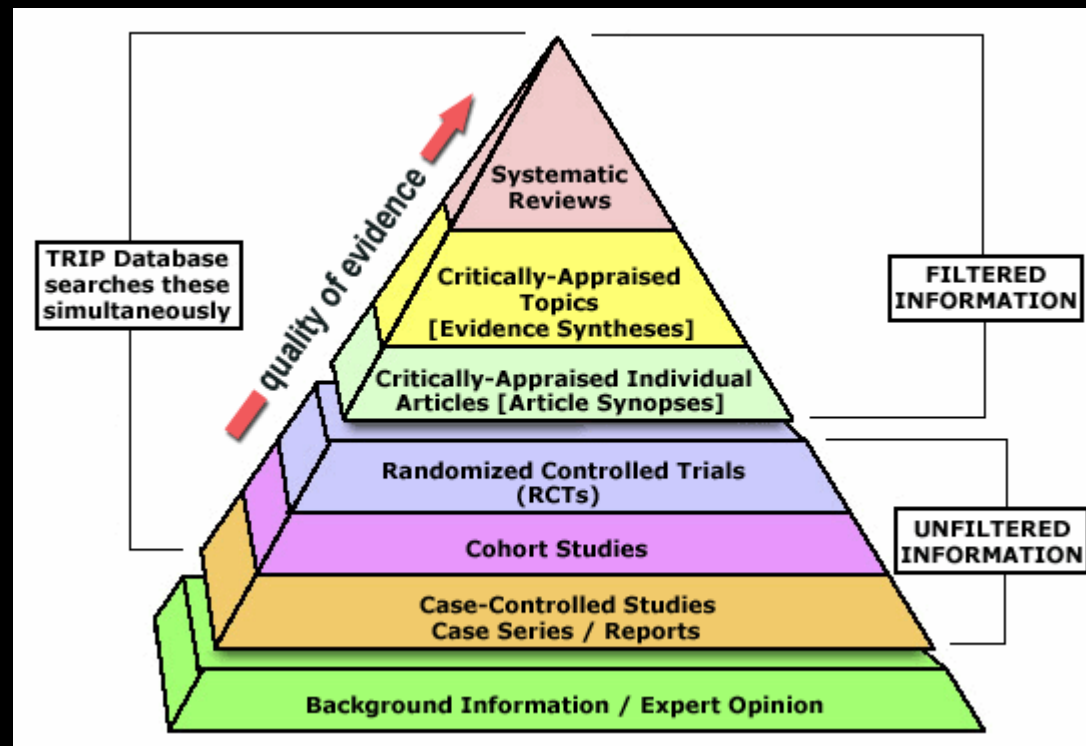 Systematic
Reviews
quality of evidence
TRIP Database
searches these
simultaneously
FILTERED
INFORMATION
Critically-Appraised
Topics
[Evidence Syntheses]
Critically-Appraised Individual
Articles [Article Synopses]
Randomized Controlled Trials
(RCTs)
UNFILTERED
INFORMATION
Cohort Studies
Case-Controlled Studies
Case Series / Reports
Background Information / Expert Opinion